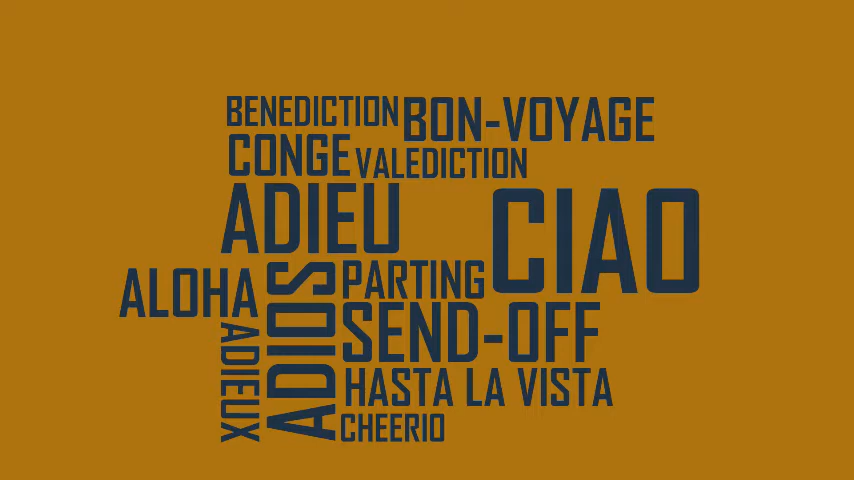 BENEDICTION
BON-VOYAGE
CONGE
VALEDICTION
ADIEU
CIAO
ALOHA
ADIOS
PARTING
SEND-OFF
ADIEUX
HASTA LA VISTA
CHEERIO